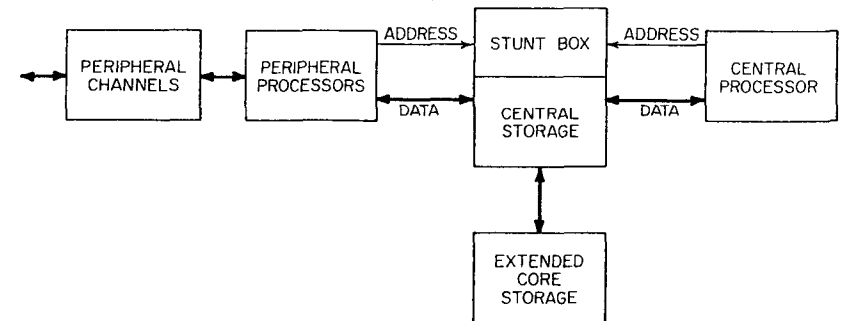 ADDRESS
STUNT BOX
ADDRESS
PERIPHERAL
CHANNELS
PERIPHERAL
PROCESSORS
CENTRAL
PROCESSOR
DATA
CENTRAL
STORAGE
DATA
EXTENDED
CORE
STORAGE